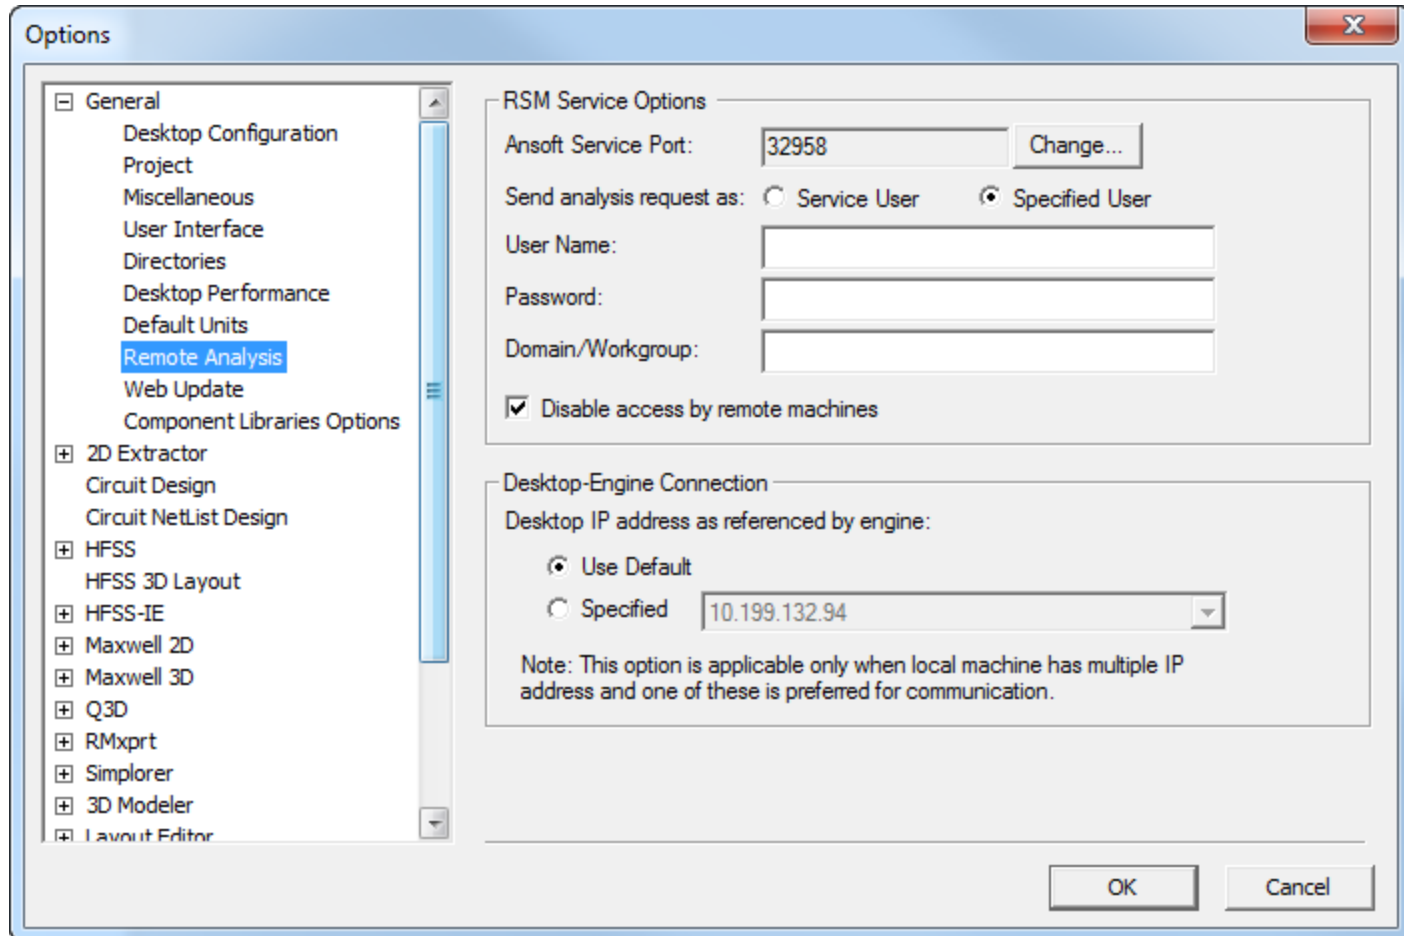 Options
General
Desktop Configuration
Project
Miscellaneous
User Interface
Directories
Desktop Performance
Default Units
Remote Analysis
Web Update
Component Libraries Options
2D Extractor
Circuit Design
Circuit NetList Design
HFSS
HFSS 3D Layout
HFSS-IE
Maxwell 2D
Maxwell 3D
Q3D
RMxprt
Simplorer
3D Modeler
Layout Editor
RSM Service Options
Ansoft Service Port: 32958 Change...
Send analysis request as: Service User Specified User
User Name:
Password:
Domain/Workgroup:
Disable access by remote machines
Desktop-Engine Connection
Desktop IP address as referenced by engine:
Use Default
Specified 10.199.132.94
Note: This option is applicable only when local machine has multiple IP
address and one of these is preferred for communication.
OK Cancel